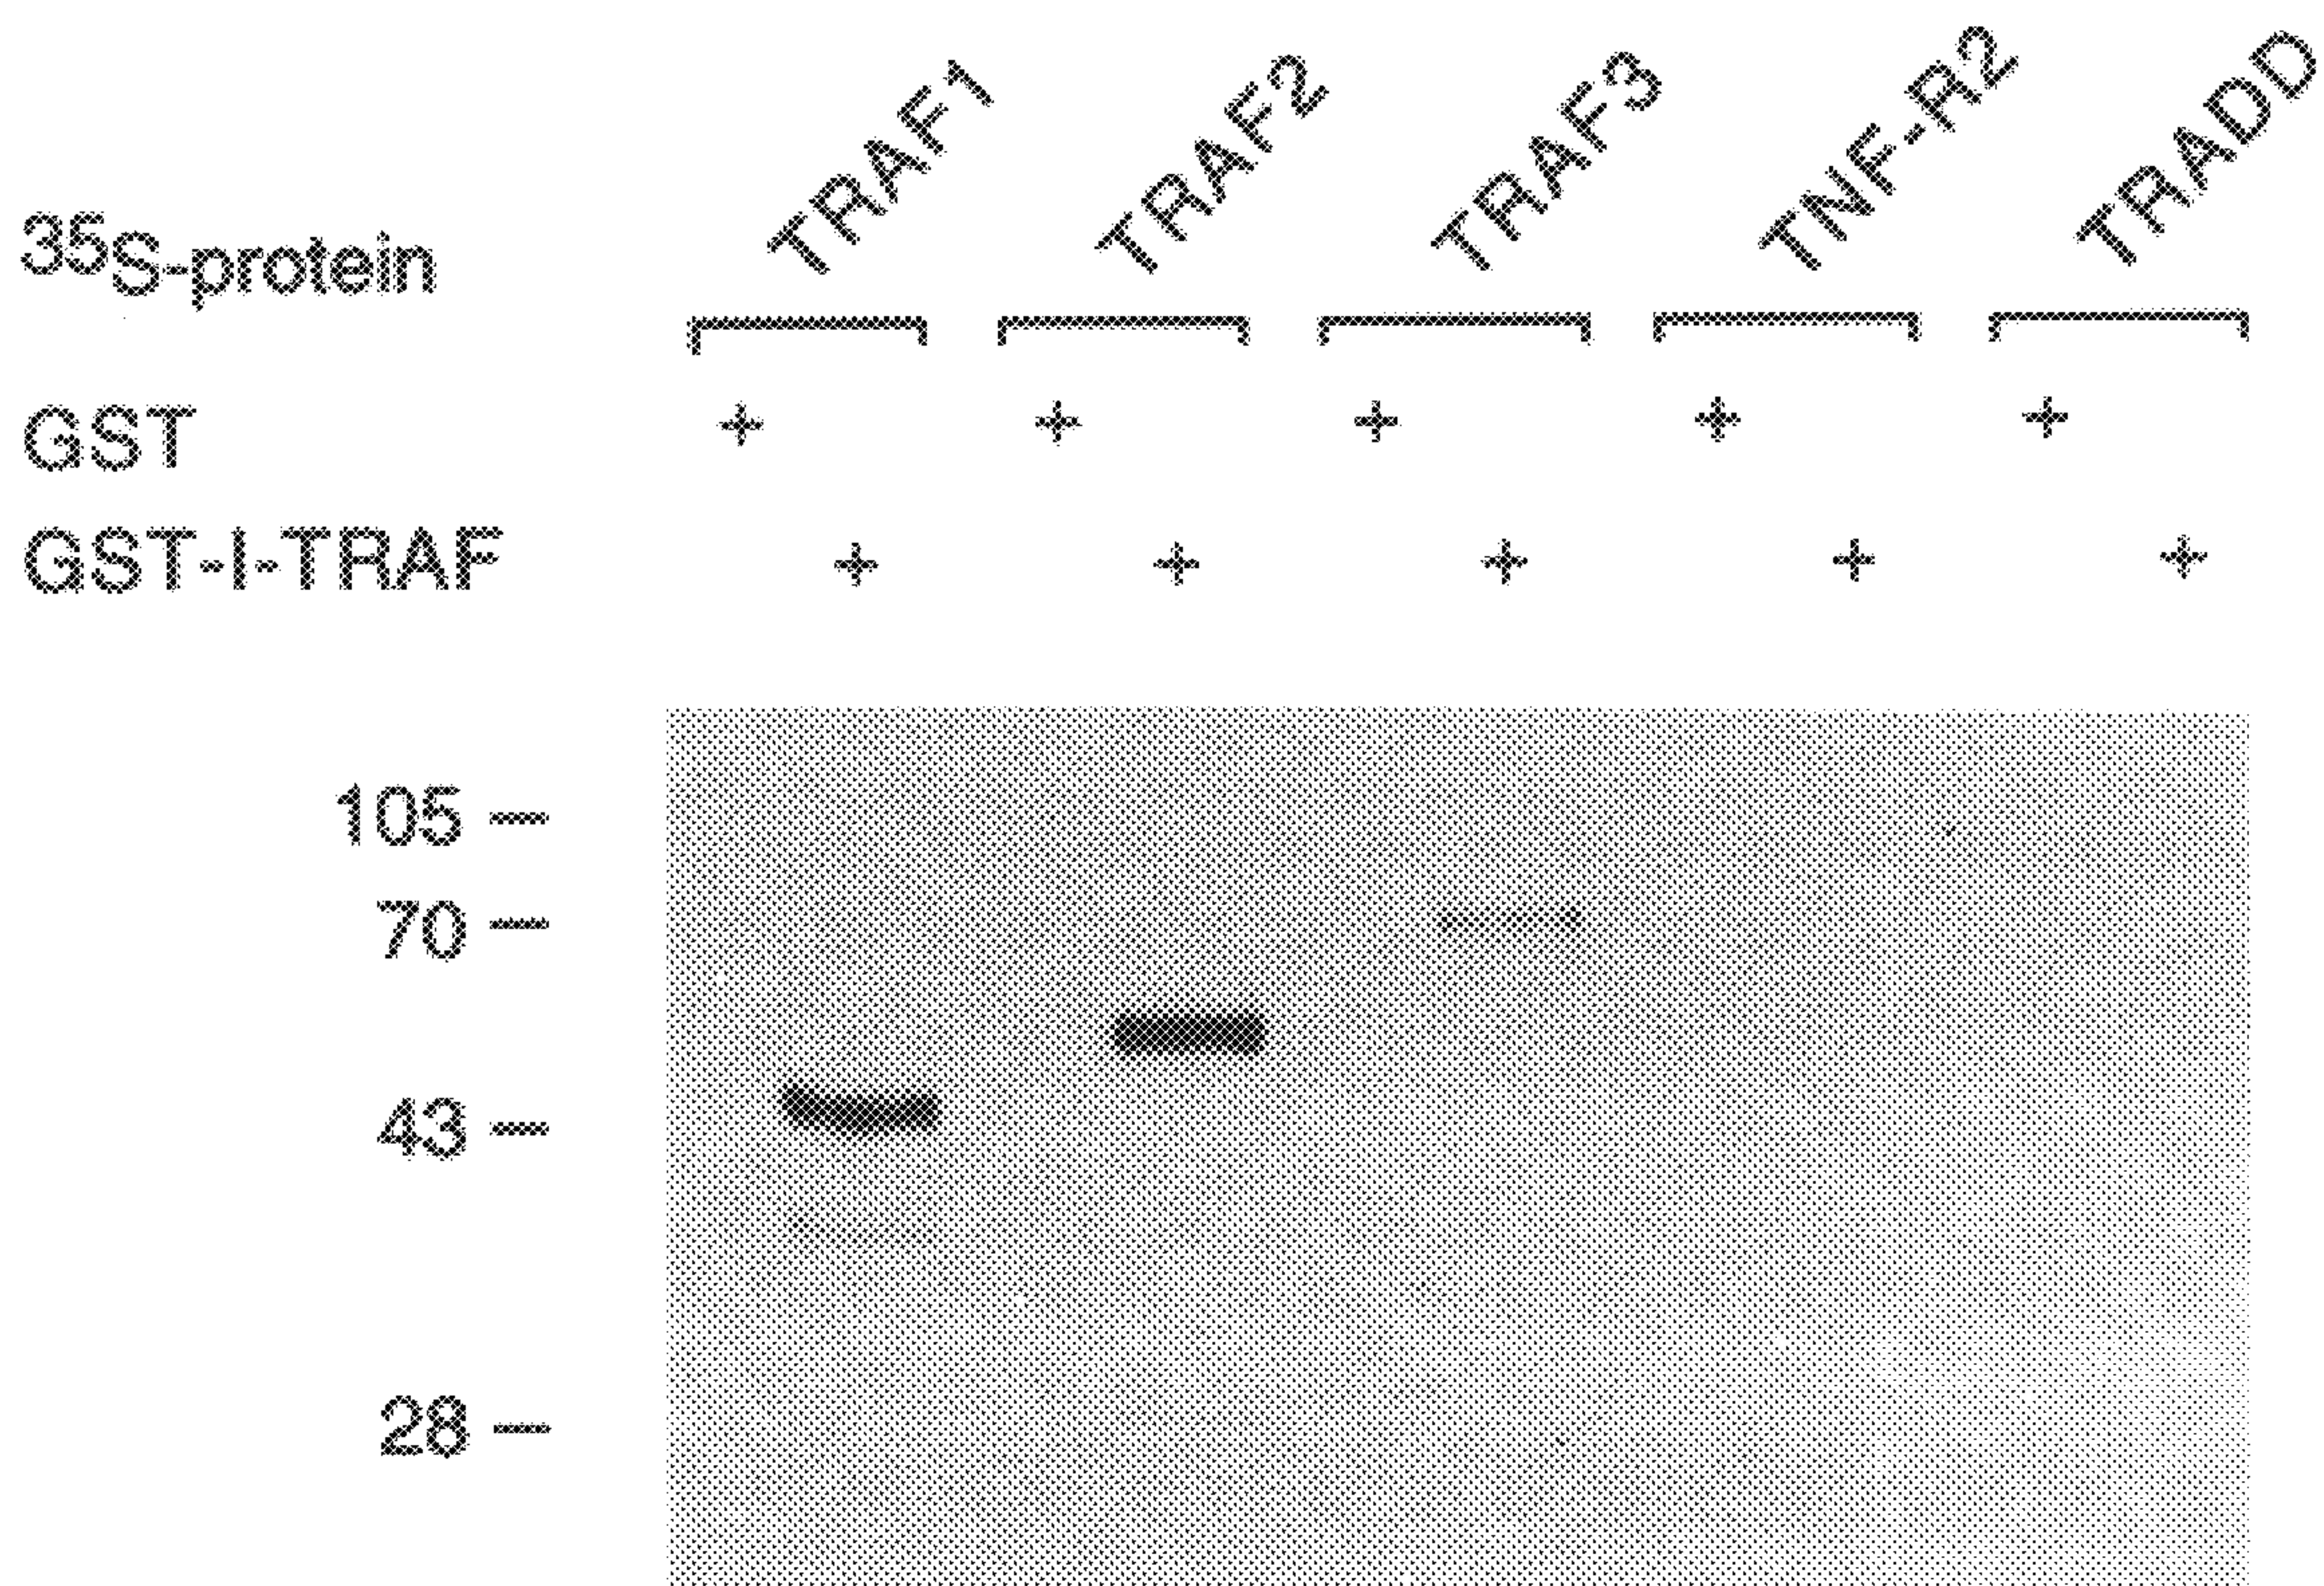 TRAF1 TRAF2 TRAF3 TNF-R2 TRADD
35S-protein
GST + + + + +
GST-I-TRAF + + + + +
105 —
70 —
43 —
28 —